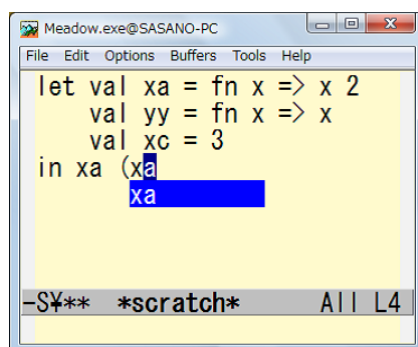 Meadow.exe@SASANO-PC
File Edit Options Buffers Tools Help
let val xa = fn x => x 2
val yy = fn x => x
val xc = 3
in xa (xa
xa
-S¥** *scratch* All L4